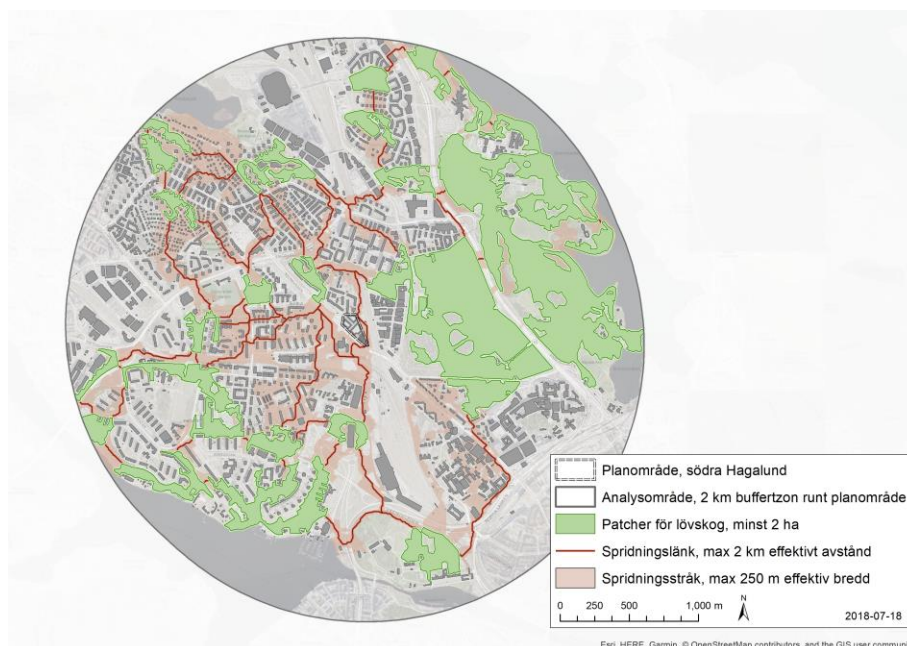 Planområde, södra Hagalund
Analysområde, 2 km buffertzon runt planområde
Patcher för lövskog, minst 2 ha
Spridningslänk, max 2 km effektivt avstånd
Spridningsstråk, max 250 m effektiv bredd
0 250 500 1,000 m N
2018-07-18
Esri, HERE, Garmin, © OpenStreetMap contributors, and the GIS user communi